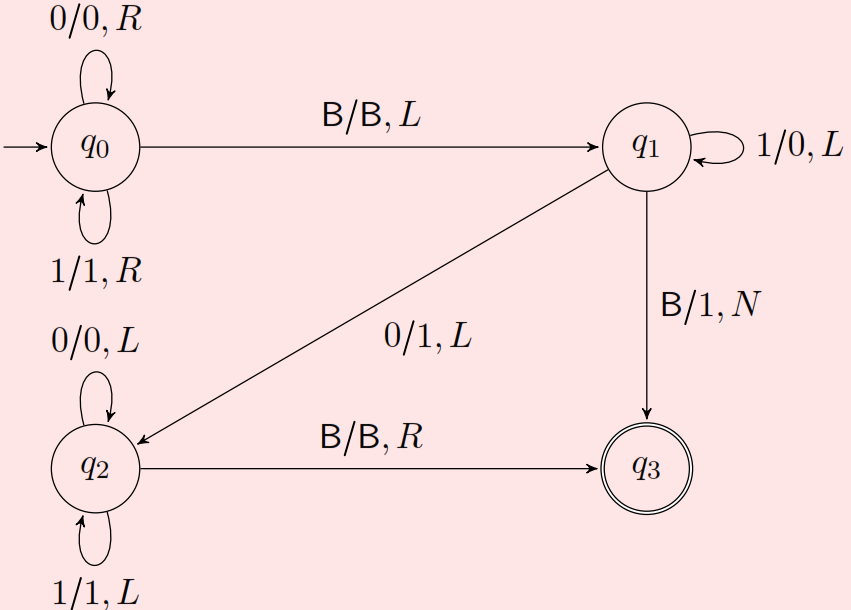 0/0, R
q₀
B/B, L
q₁
1/0, L
1/1, R
B/1, N
0/1, L
0/0, L
q₂
B/B, R
q₃
1/1, L